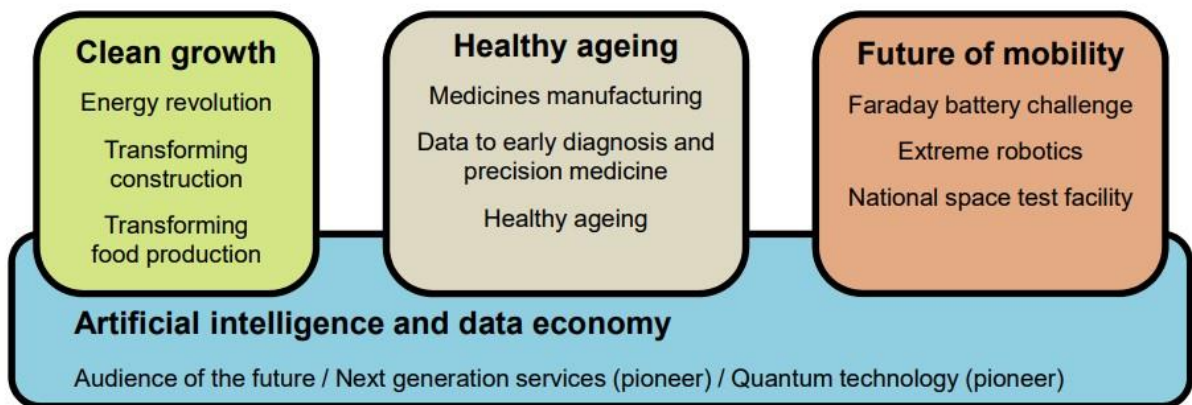 Clean growth
Energy revolution
Transforming
construction
Transforming
food production
Healthy ageing
Medicines manufacturing
Data to early diagnosis and
precision medicine
Healthy ageing
Future of mobility
Faraday battery challenge
Extreme robotics
National space test facility
Artificial intelligence and data economy
Audience of the future / Next generation services (pioneer) / Quantum technology (pioneer)